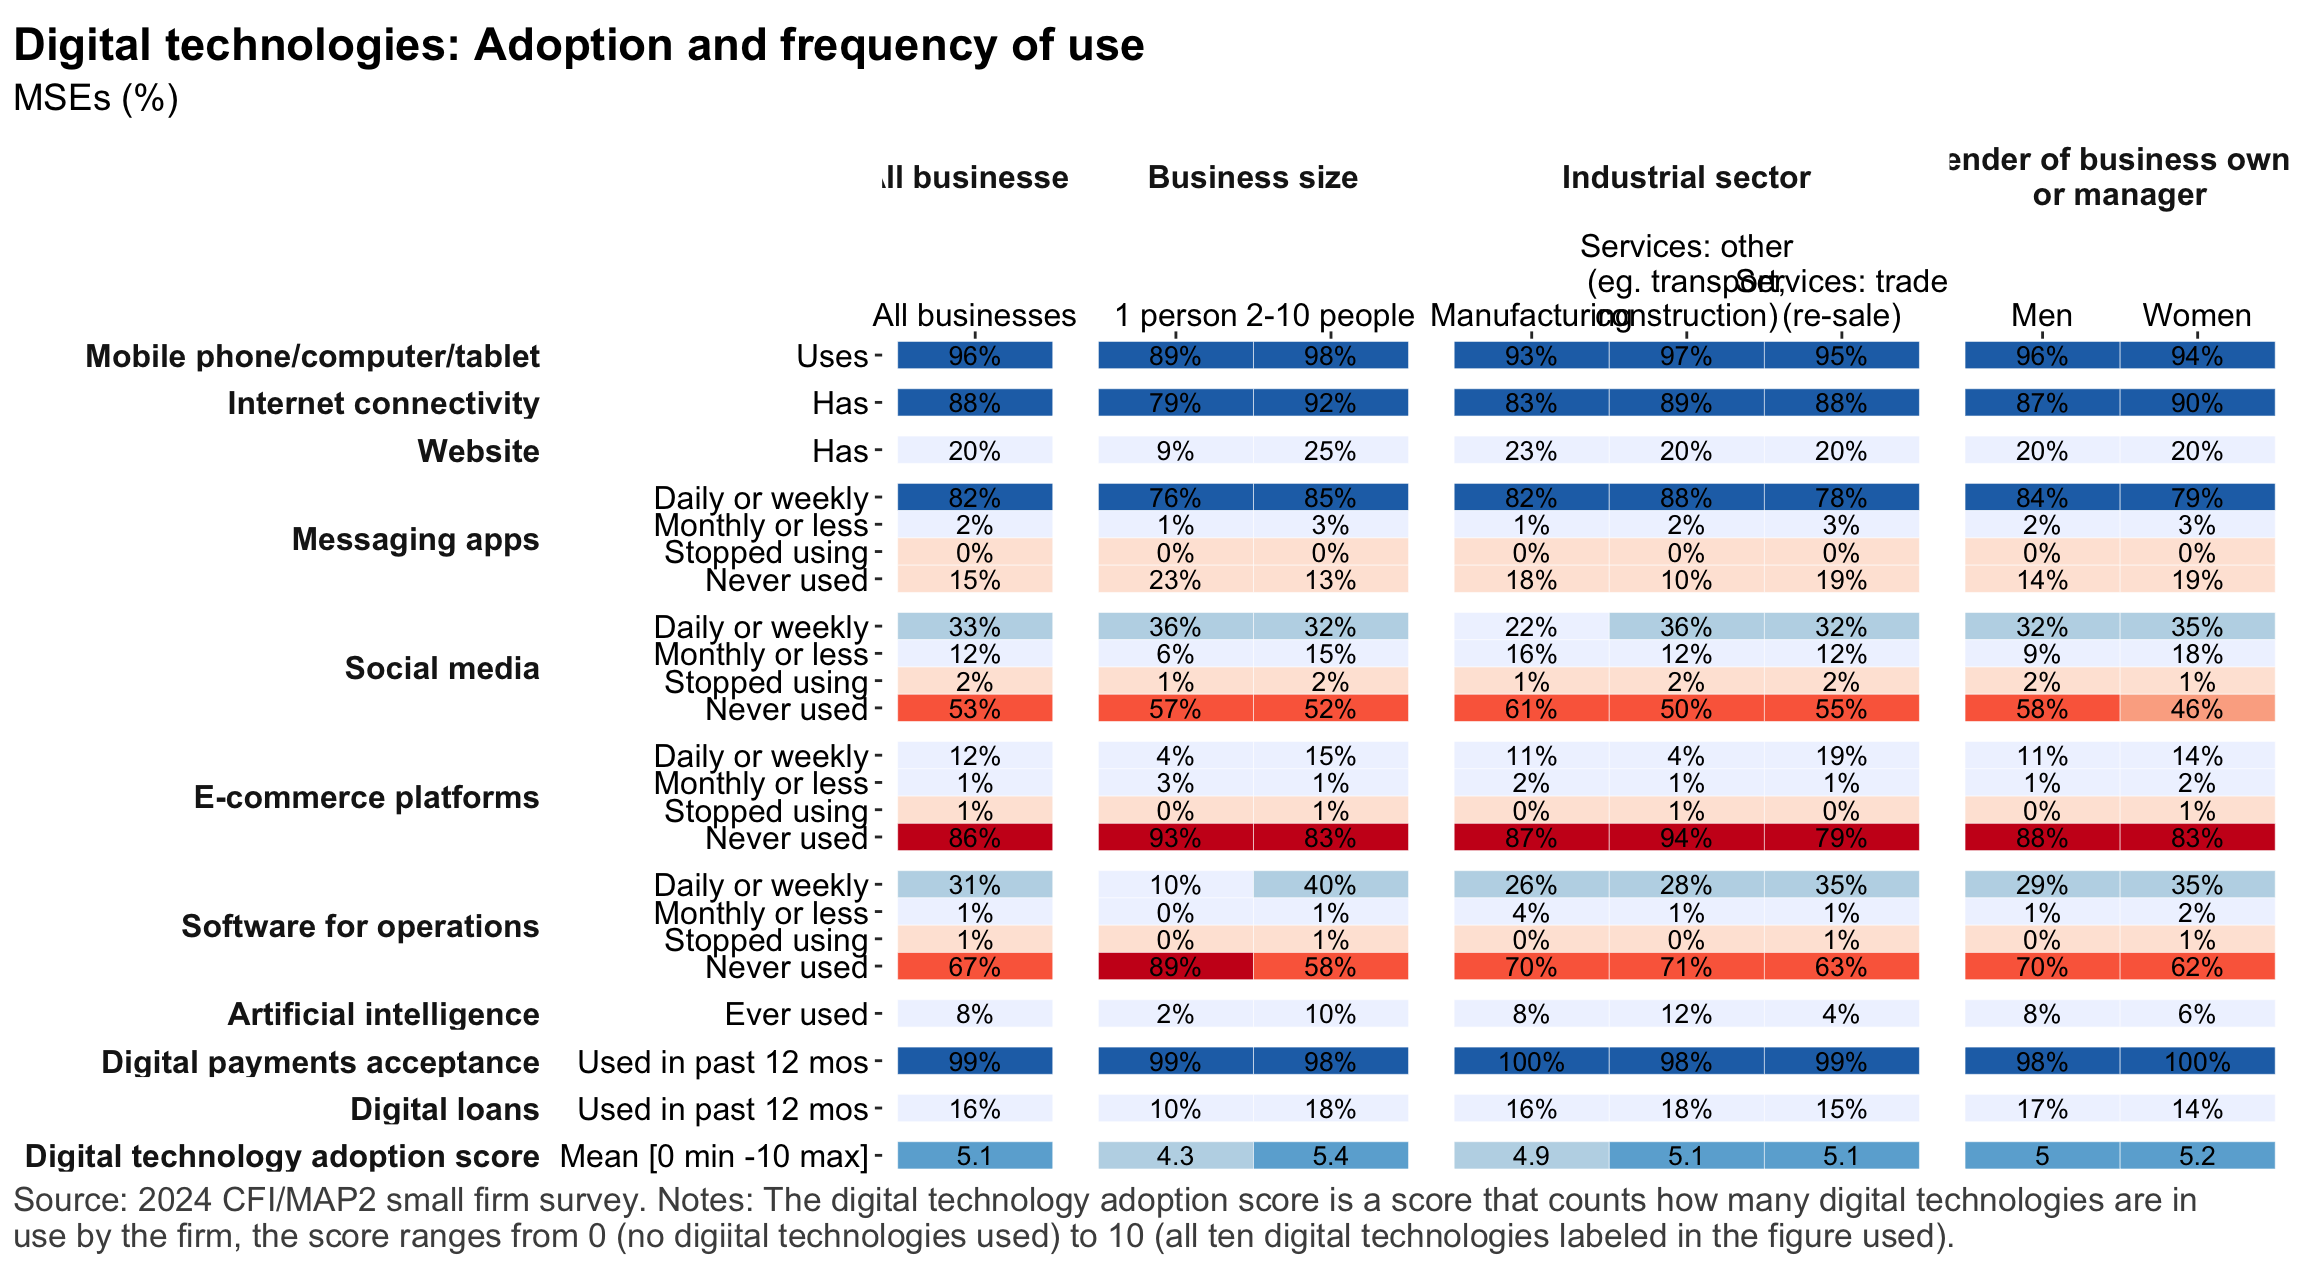 Digital technologies: Adoption and frequency of use
MSEs (%)
ll businesse Business size Industrial sector ender of business own
or manager
Services: other
(eg. transport, Services: trade
All businesses 1 person 2-10 people Manufacturing construction) (re-sale) Men Women
Mobile phone/computer/tablet Uses 96% 89% 98% 93% 97% 95% 96% 94%
Internet connectivity Has 88% 79% 92% 83% 89% 88% 87% 90%
Website Has 20% 9% 25% 23% 20% 20% 20% 20%
Messaging apps
Daily or weekly 82% 76% 85% 82% 88% 78% 84% 79%
Monthly or less 2% 1% 3% 1% 2% 3% 2% 3%
Stopped using 0% 0% 0% 0% 0% 0% 0% 0%
Never used 15% 23% 13% 18% 10% 19% 14% 19%
Social media
Daily or weekly 33% 36% 32% 22% 36% 32% 32% 35%
Monthly or less 12% 6% 15% 16% 12% 12% 9% 18%
Stopped using 2% 1% 2% 1% 2% 2% 2% 1%
Never used 53% 57% 52% 61% 50% 55% 58% 46%
E-commerce platforms
Daily or weekly 12% 4% 15% 11% 4% 19% 11% 14%
Monthly or less 1% 3% 1% 2% 1% 1% 1% 2%
Stopped using 1% 0% 1% 0% 1% 0% 0% 1%
Never used 86% 93% 83% 87% 94% 79% 88% 83%
Software for operations
Daily or weekly 31% 10% 40% 26% 28% 35% 29% 35%
Monthly or less 1% 0% 1% 4% 1% 1% 1% 2%
Stopped using 1% 0% 1% 0% 0% 1% 0% 1%
Never used 67% 89% 58% 70% 71% 63% 70% 62%
Artificial intelligence Ever used 8% 2% 10% 8% 12% 4% 8% 6%
Digital payments acceptance Used in past 12 mos 99% 99% 98% 100% 98% 99% 98% 100%
Digital loans Used in past 12 mos 16% 10% 18% 16% 18% 15% 17% 14%
Digital technology adoption score Mean [0 min -10 max] 5.1 4.3 5.4 4.9 5.1 5.1 5 5.2
Source: 2024 CFI/MAP2 small firm survey. Notes: The digital technology adoption score is a score that counts how many digital technologies are in
use by the firm, the score ranges from 0 (no digiital technologies used) to 10 (all ten digital technologies labeled in the figure used).